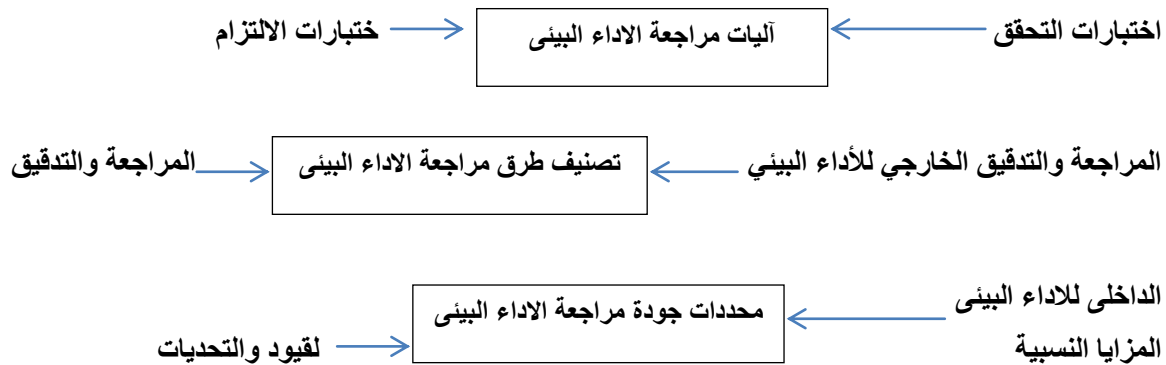 اختبارات التحقق آليات مراجعة الاداء البيئى ختبارات الالتزام
المراجعة والتدقيق الخارجي للأداء البيئي تصنيف طرق مراجعة الاداء البيئى المراجعة والتدقيق
الداخلى للاداء البيئى محددات جودة مراجعة الاداء البيئى
المزايا النسبية لقيود والتحديات